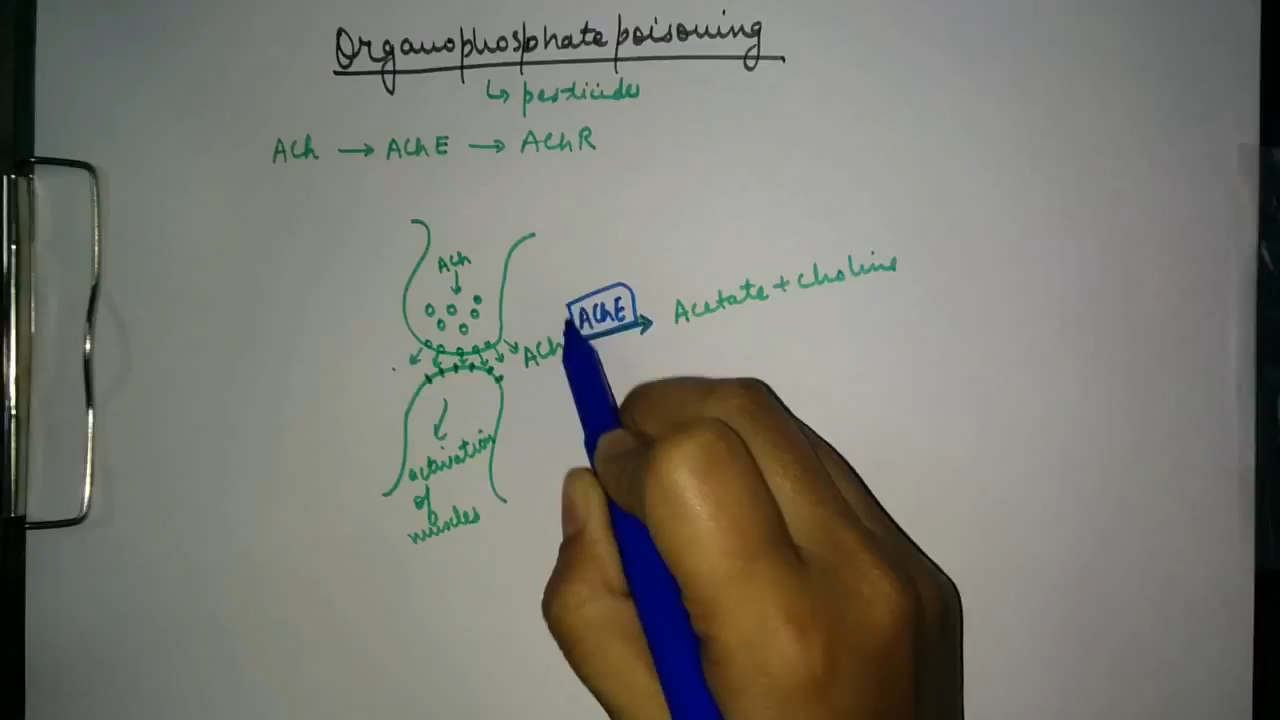 Organophosphate poisoning
↳ pesticides
ACh → AChE → AChR
ACh
AChE
Acetate + choline
ACh
activation
of
muscles